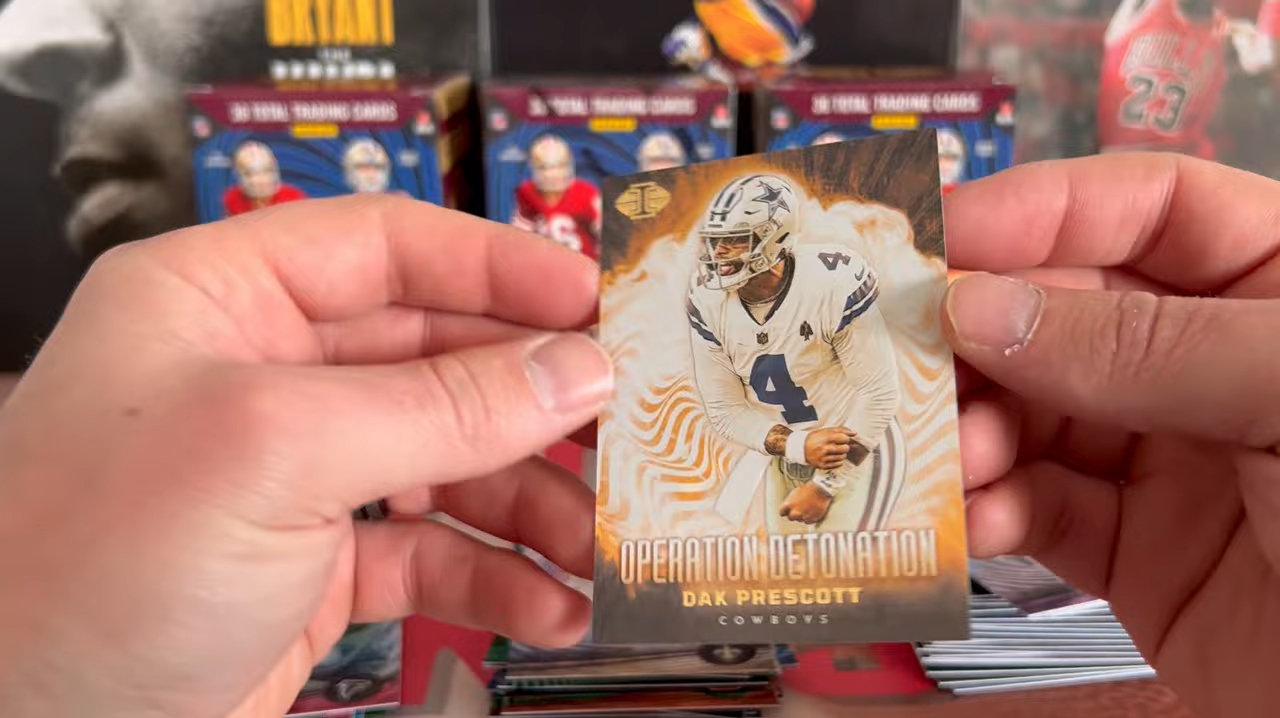 BRYANT
36 TOTAL TRADING CARDS
36 TOTAL TRADING CARDS
36 TOTAL TRADING CARDS
BULLS
23
4
4
OPERATION DETONATION
DAK PRESCOTT
COWBOYS